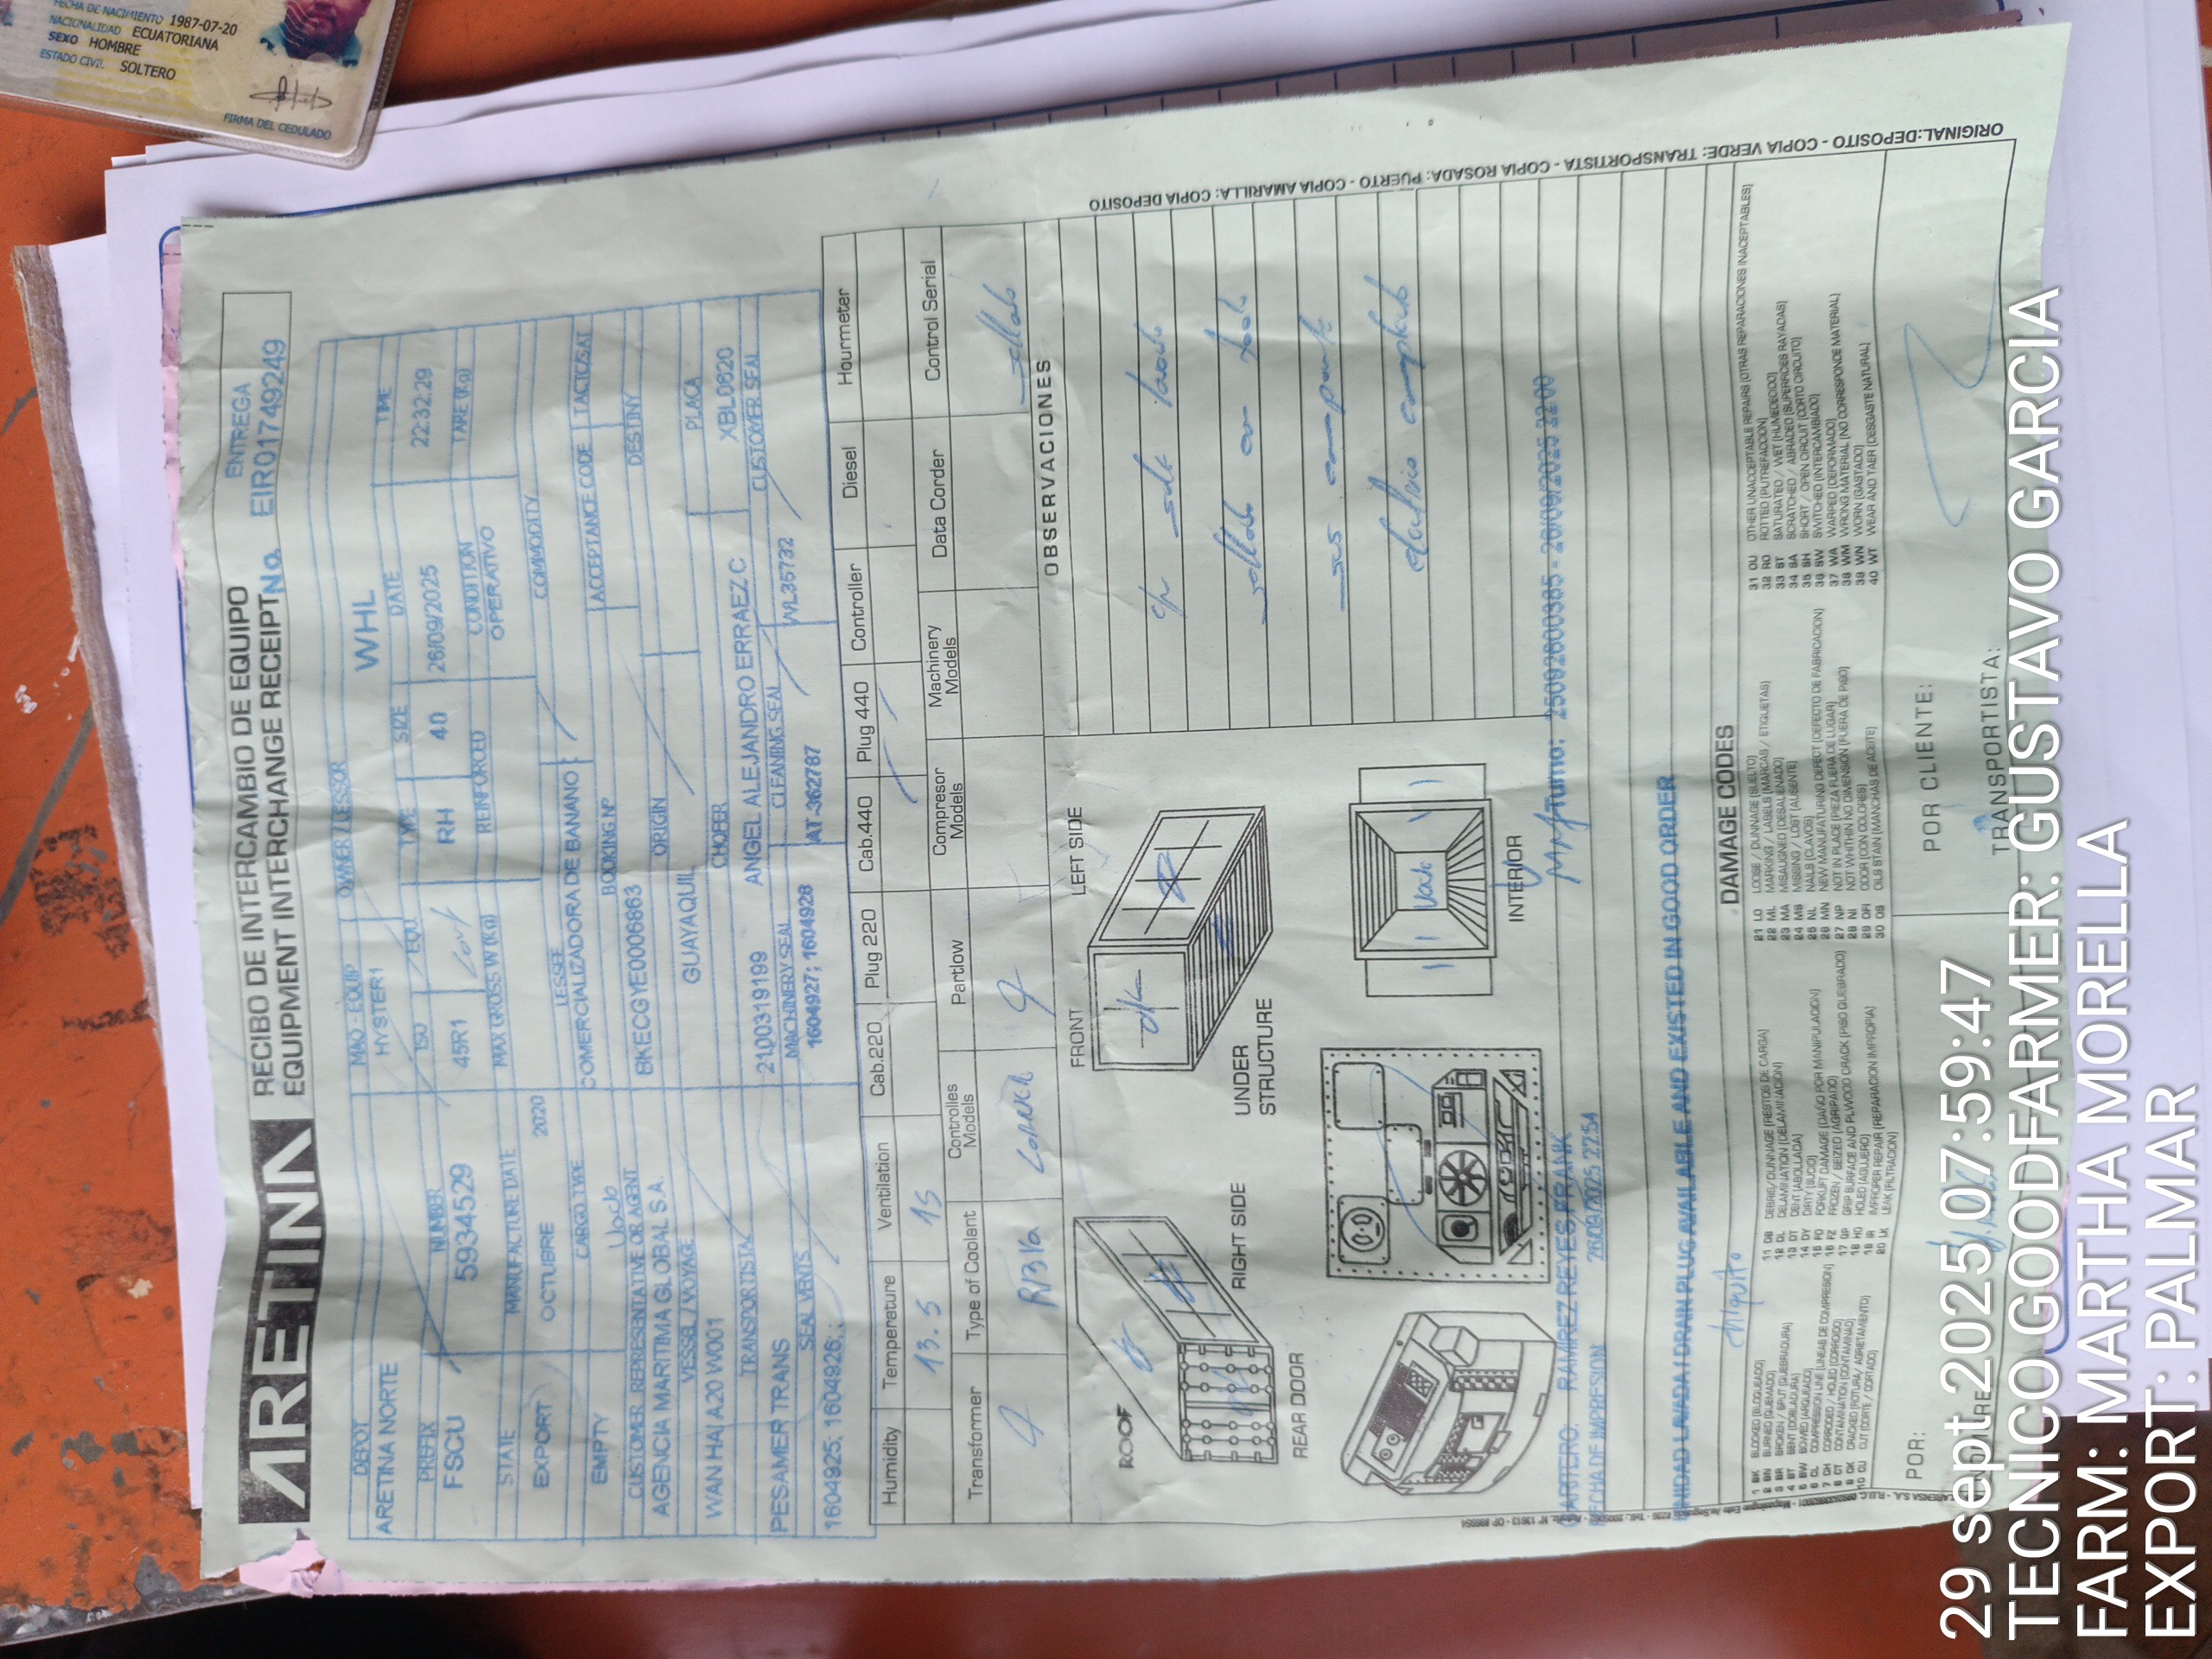 ARETINA
RECIBO DE INTERCAMBIO DE EQUIPO
EQUIPMENT INTERCHANGE RECEIPT No.
ENTREGA
EIR01749249
DEPOT MAQ - EQUIP OWNER / LESSOR
ARETINA NORTE HYSTER1 WHL
PREFIX NUMBER ISO EQU. TYPE SIZE DATE TIME
FSCU 5934529 45R1 RH 40 26/09/2025 22:32:29
STATE MANUFACTURE DATE MAX GROSS W (Kg) REINFORCED CONDITION TARE (Kg)
EXPORT OCTUBRE 2020 OPERATIVO
CARGO TYPE LESSEE COMMODITY
EMPTY COMERCIALIZADORA DE BANANO
CUSTOMER REPRESENTATIVE OR AGENT BOOKING Nº ACCEPTANCE CODE TACTC/SAT
AGENCIA MARITIMA GLOBAL S.A. BKECGYE0006863
VESSEL / VOYAGE ORIGIN DESTINY
WAN HAI A20 W001 GUAYAQUIL
TRANSPORTISTA CHOFER PLACA
PESAMER TRANS 2100319199 ANGEL ALEJANDRO ERRAEZ C XBL0620
SEAL VENTS MACHINERY SEAL CLEANING SEAL CUSTOMER SEAL
1604925; 1604926; ; 1604927; 1604928 AT-362787 WL35732
Humidity Temperature Ventilation Cab.220 Plug 220 Cab.440 Plug 440 Controller Diesel Hourmeter
13.5 15
Transformer Type of Coolant Controlles Models Partlow Compresor Models Machinery Models Data Corder Control Serial
R134a sellado
OBSERVACIONES
ROOF
RIGHT SIDE
REAR DOOR
FRONT
LEFT SIDE
UNDER STRUCTURE
ok
sellado con todo
sus
electrico completo
INTERIOR
GARITERO: RAMIREZ REYES FRANK
Turno: 25092600385 - 26/09/2025 22:00
FECHA DE IMPRESION: 26/09/2025 22:54
UNIDAD LAVADA / DRAIN PLUG AVAILABLE AND EXISTED IN GOOD ORDER
chiquito
DAMAGE CODES
1 BK BLOCKED (BLOQUEADO)
2 BN BURNED (QUEMADO)
3 BR BROKEN / SPLIT (QUEBRADURA)
4 BT BENT (DOBLADURA)
5 BW BOWED (ARQUEADO)
6 CL COMPRESSION LINE (LINEAS DE COMPRESION)
7 CH CORRODED / HOLED (CORROIDO)
8 CT CONTAMINATION (CONTAMINADO)
9 CK CRACKED (ROTURA/ AGRIETAMIENTO)
10 CU CUT (CORTE / CORTADO)
11 DB DEBRIS/DUNNAGE (RESTOS DE CARGA)
12 DL DELAMINATION (DELAMINACION)
13 DT DENT (ABOLLADA)
14 DY DIRTY (SUCIO)
15 FO FORKUFT DAMAGE (DAÑO POR MANIPULACION)
16 FZ FROZEN / SEIZED (AGRIPADO)
17 GP GRIP SURFACE AND PLWOOD CRACK (PISO QUEBRADO)
18 HO HOLED (AGUJERO)
19 IR IMPROPER REPAIR (REPARACION IMPROPIA)
20 LK LEAK (FILTRACION)
21 LO LOOSE / DUNNAGE (SUELTO)
22 ML MARKING / LABELS (MARCAS / ETIQUETAS)
23 MA MISAUGNED (DESALIENADO)
24 MS MISSING / LOST (AUSENTE)
25 NL NAILS (CLAVOS)
26 MN NEW MANUFATURING DEFECT (DEFECTO DE FABRICACION)
27 NP NOT IN PLACE (PIEZA FUERA DE LUGAR)
28 NI NOT WHITHIN NO DIMENSION (FUERA DE PISO)
29 OFI ODOR (CON COLORES)
30 OS OILS STAIN (MANCHAS DE ACEITE)
31 OU OTHER UNACCEPTABLE REPAIRS (OTRAS REPARACIONES INACEPTABLES)
32 RO ROTTED (PUTREFACCION)
33 ST SATURATED / WET (HUMEDECIDO)
34 SA SCRATCHED / ABRADED (SUPERFICIES RAYADAS)
35 SH SHORT / OPEN CIRCUIT (CORTO CIRCUITO)
36 SW SWITCHED (INTERCAMBIADO)
37 WA WARPED (DEFORMADO)
38 WM WRONG MATERIAL (NO CORRESPONDE MATERIAL)
39 WN WORN (GASTADO)
40 WT WEAR AND TAER (DESGASTE NATURAL)
POR:
NOMBRE
POR CLIENTE:
TRANSPORTISTA:
ORIGINAL:DEPOSITO - COPIA VERDE: TRANSPORTISTA - COPIA ROSADA: PUERTO - COPIA AMARILLA: COPIA DEPOSITO
1987-07-20
NACIONALIDAD ECUATORIANA
SEXO HOMBRE
ESTADO CIVIL SOLTERO
FIRMA DEL CEDULADO
29 sept 2025 07:59:47
TECNICO GOODFARMER: GUSTAVO GARCIA
FARM: MARTHA MORELLA
EXPORT: PALMAR